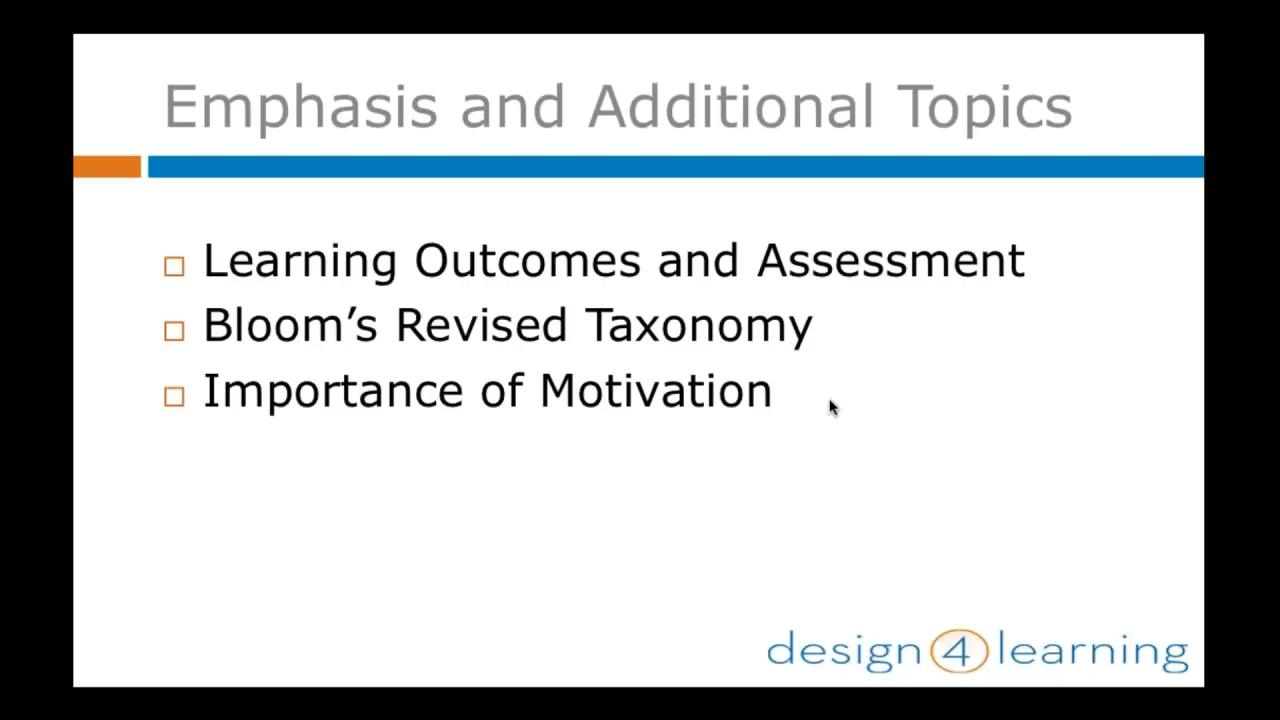 Emphasis and Additional Topics
Learning Outcomes and Assessment
Bloom’s Revised Taxonomy
Importance of Motivation
design 4 learning